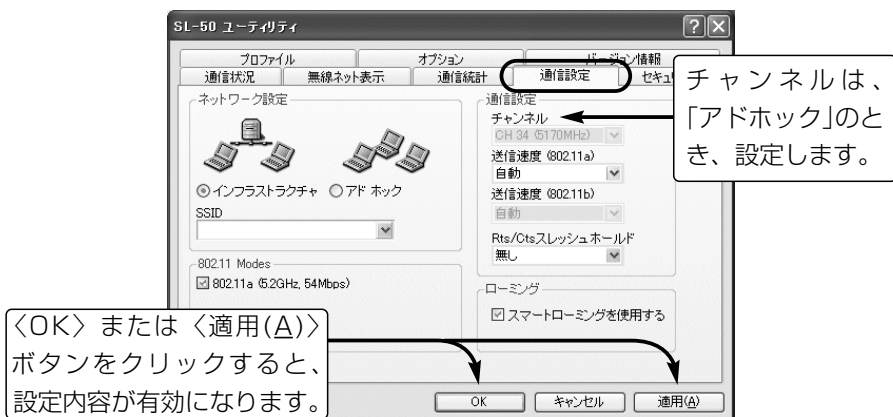 SL-50 ユーティリティ
プロファイル オプション バージョン情報
通信状況 無線ネット表示 通信統計 通信設定
ネットワーク設定
インフラストラクチャ アド ホック
SSID
802.11 Modes
802.11a (5.2GHz, 54Mbps)
通信設定
チャンネル
CH 34 (5170MHz)
送信速度 (802.11a)
自動
送信速度 (802.11b)
自動
Rts/Ctsスレッショホールド
無し
ローミング
スマートローミングを使用する
OK キャンセル 適用(A)
チャンネルは、
「アドホック」のと
き、設定します。
〈OK〉または〈適用(A)〉
ボタンをクリックすると、
設定内容が有効になります。